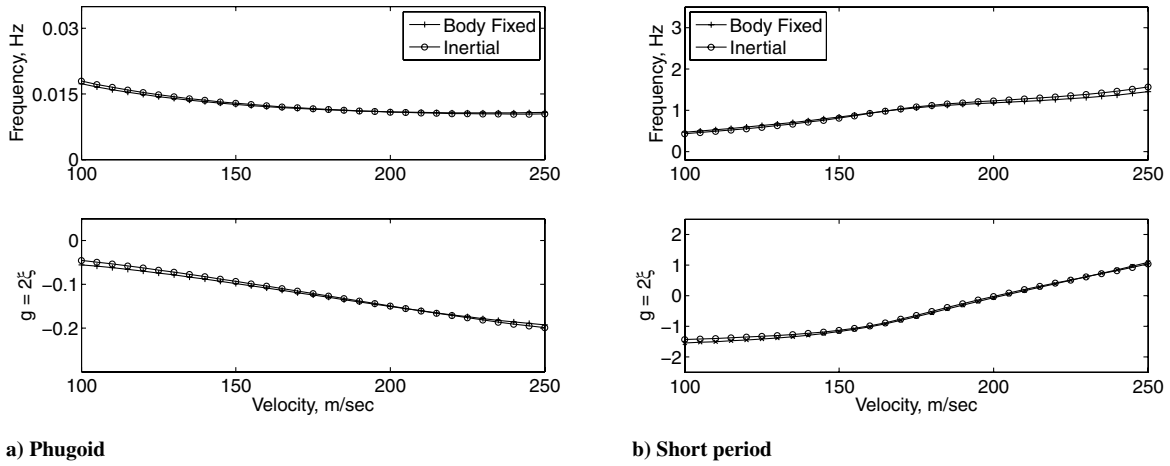 0.03
0.015
0
Frequency, Hz
Body Fixed
Inertial
100 150 200 250
0
−0.1
−0.2
g = 2ξ
100 150 200 250
Velocity, m/sec
a) Phugoid
3
2
1
0
Frequency, Hz
Body Fixed
Inertial
100 150 200 250
2
1
0
−1
−2
g = 2ξ
100 150 200 250
Velocity, m/sec
b) Short period